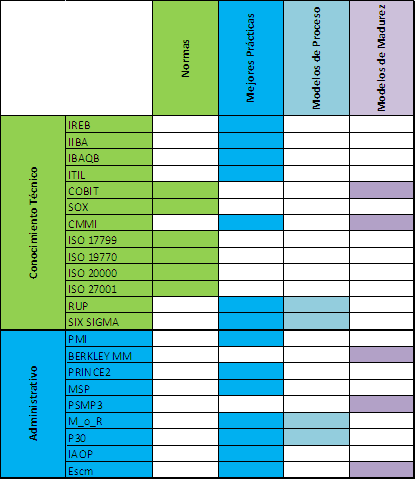 Normas
Mejores Prácticas
Modelos de Proceso
Modelos de Madurez
Conocimiento Técnico
IREB
IIBA
IBAQB
ITIL
COBIT
SOX
CMMI
ISO 17799
ISO 19770
ISO 20000
ISO 27001
RUP
SIX SIGMA
Administrativo
PMI
BERKLEY MM
PRINCE2
MSP
PSMP3
M_o_R
P30
IAOP
Escm